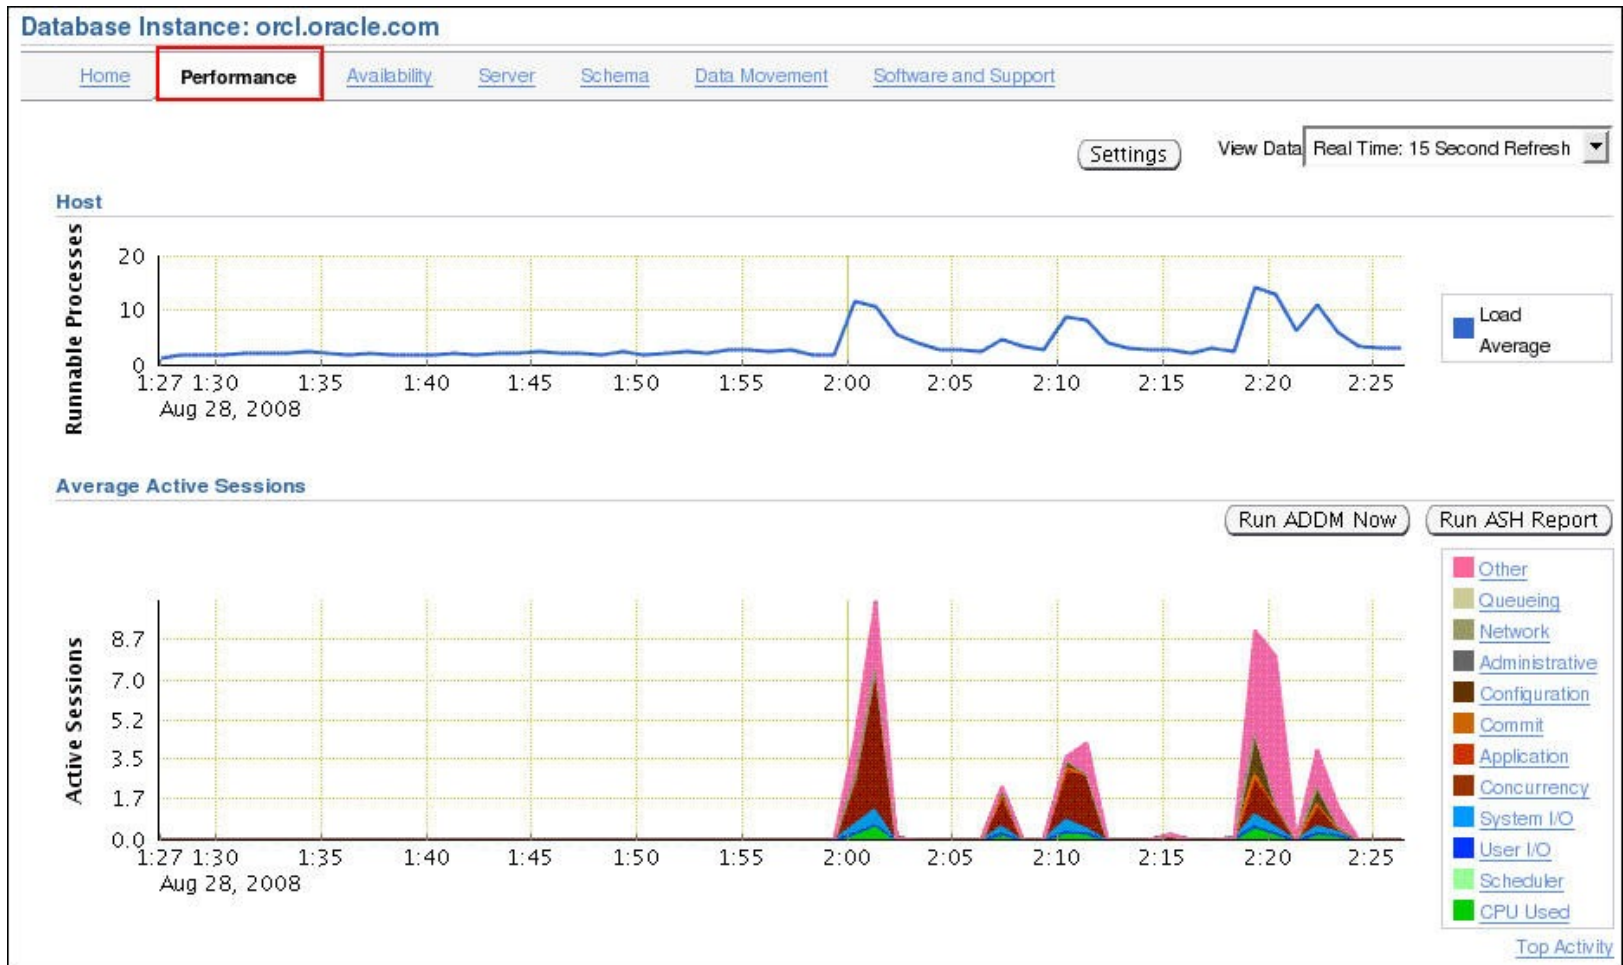 Database Instance: orcl.oracle.com
Home Performance Availability Server Schema Data Movement Software and Support
Settings View Data Real Time: 15 Second Refresh
Host
Runnable Processes
20
10
0
1:27 1:30 1:35 1:40 1:45 1:50 1:55 2:00 2:05 2:10 2:15 2:20 2:25
Aug 28, 2008
Load
Average
Average Active Sessions
Run ADDM Now Run ASH Report
Active Sessions
8.7
7.0
5.2
3.5
1.7
0.0
1:27 1:30 1:35 1:40 1:45 1:50 1:55 2:00 2:05 2:10 2:15 2:20 2:25
Aug 28, 2008
Other
Queueing
Network
Administrative
Configuration
Commit
Application
Concurrency
System I/O
User I/O
Scheduler
CPU Used
Top Activity